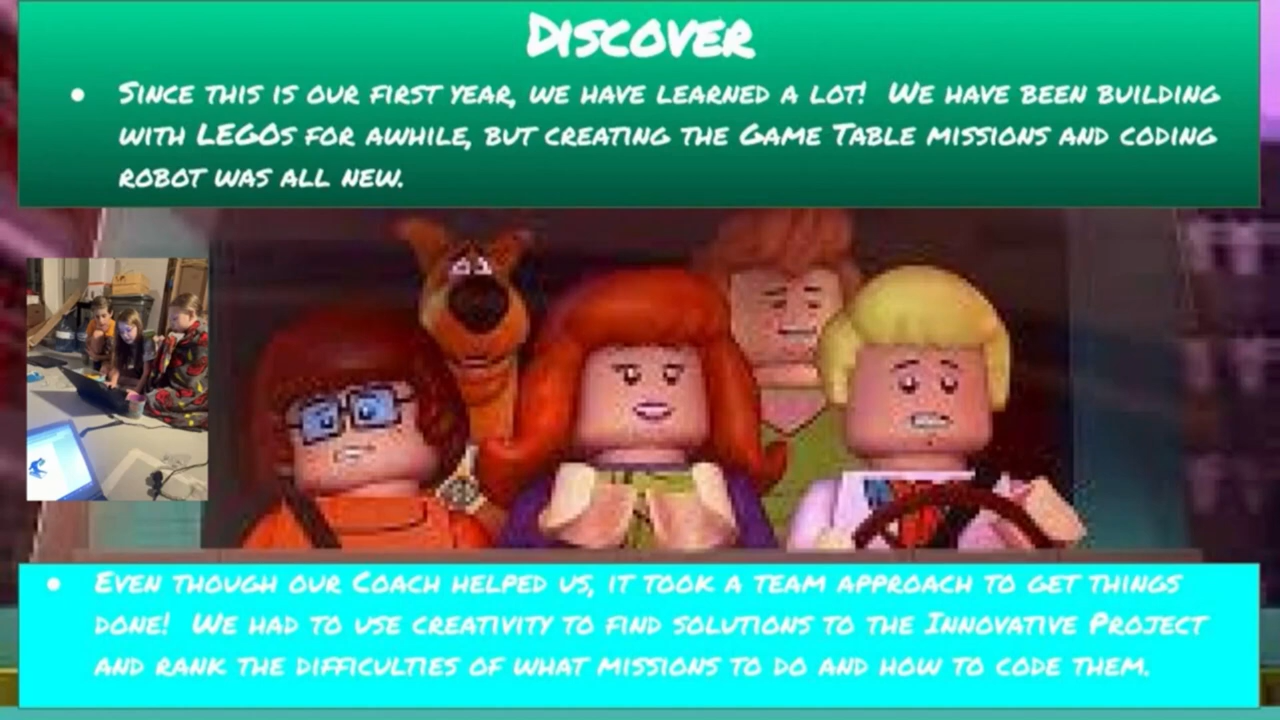 Discover
• Since this is our first year, we have learned a lot! We have been building
with LEGOs for awhile, but creating the Game Table missions and coding
robot was all new.
• Even though our Coach helped us, it took a team approach to get things
done! We had to use creativity to find solutions to the Innovative Project
and rank the difficulties of what missions to do and how to code them.